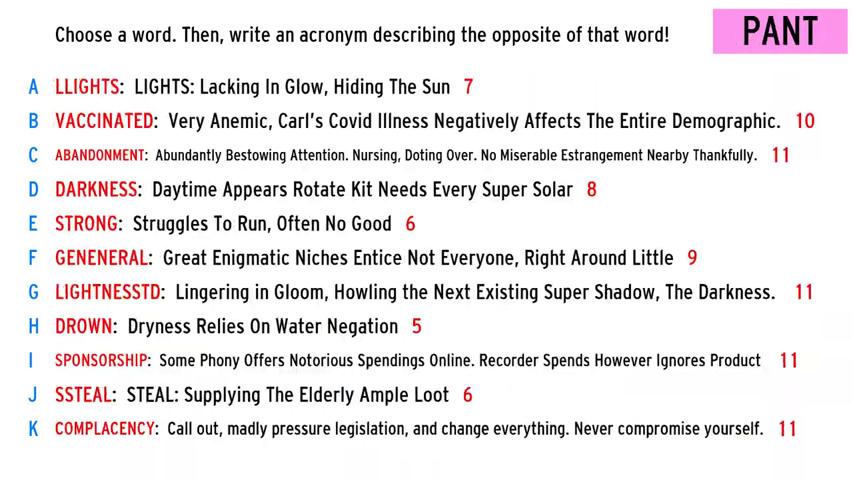 Choose a word. Then, write an acronym describing the opposite of that word!
PANT
A LLIGHTS: LIGHTS: Lacking In Glow, Hiding The Sun 7
B VACCINATED: Very Anemic, Carl's Covid Illness Negatively Affects The Entire Demographic. 10
C ABANDONMENT: Abundantly Bestowing Attention. Nursing, Doting Over. No Miserable Estrangement Nearby Thankfully. 11
D DARKNESS: Daytime Appears Rotate Kit Needs Every Super Solar 8
E STRONG: Struggles To Run, Often No Good 6
F GENENERAL: Great Enigmatic Niches Entice Not Everyone, Right Around Little 9
G LIGHTNESSTD: Lingering in Gloom, Howling the Next Existing Super Shadow, The Darkness. 11
H DROWN: Dryness Relies On Water Negation 5
I SPONSORSHIP: Some Phony Offers Notorious Spendings Online. Recorder Spends However Ignores Product 11
J SSTEAL: STEAL: Supplying The Elderly Ample Loot 6
K COMPLACENCY: Call out, madly pressure legislation, and change everything. Never compromise yourself. 11